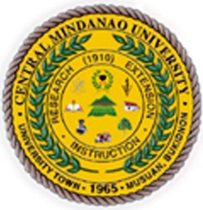 CENTRAL MINDANAO UNIVERSITY
RESEARCH (1910) EXTENSION
INSTRUCTION
UNIVERSITY TOWN • 1965 • MUSUAN, BUKIDNON